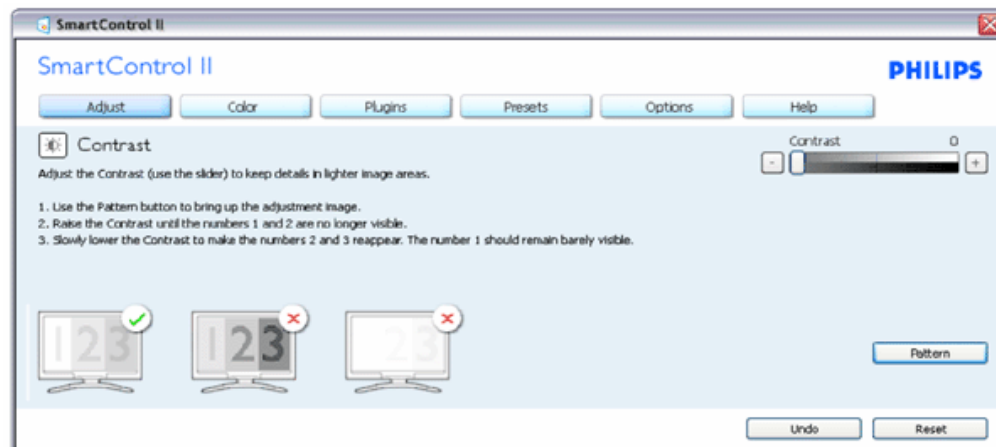 SmartControl II
SmartControl II
PHILIPS
Adjust Color Plugins Presets Options Help
Contrast
Contrast 0
- +
Adjust the Contrast (use the slider) to keep details in lighter image areas.
1. Use the Pattern button to bring up the adjustment image.
2. Raise the Contrast until the numbers 1 and 2 are no longer visible.
3. Slowly lower the Contrast to make the numbers 2 and 3 reappear. The number 1 should remain barely visible.
123 123 23
Pattern
Undo Reset